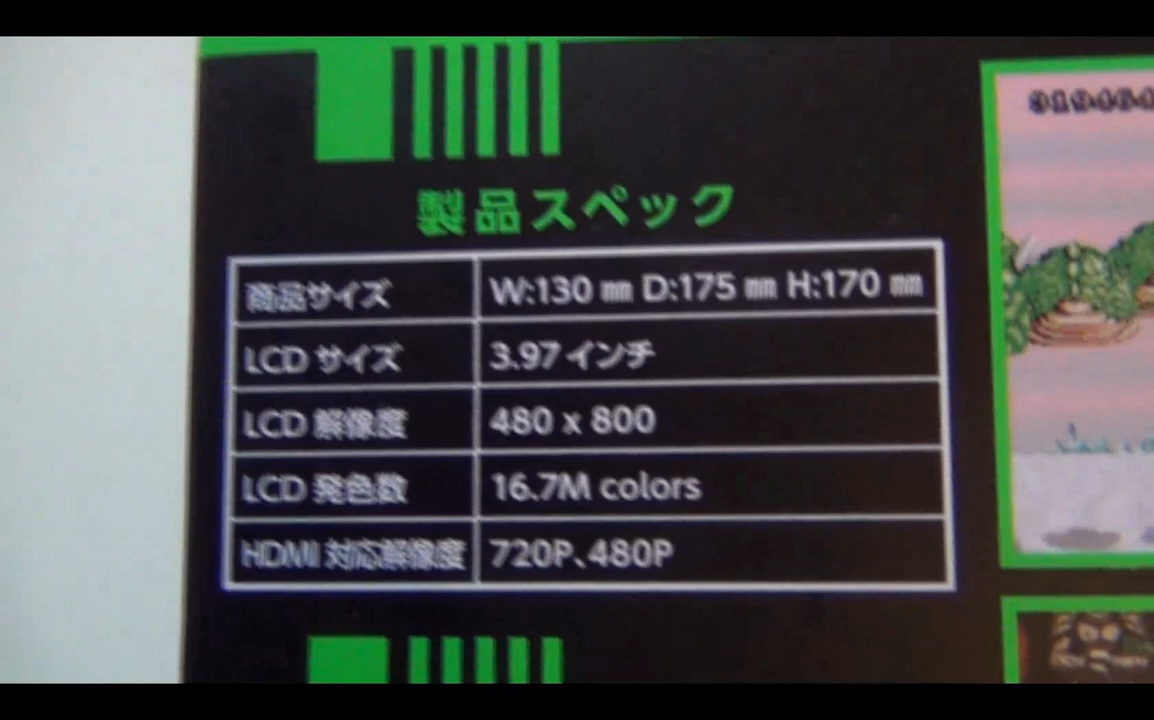 製品スペック
商品サイズ W:130 ㎜ D:175 ㎜ H:170 ㎜
LCD サイズ 3.97インチ
LCD 解像度 480 x 800
LCD 発色数 16.7M colors
HDMI 対応解像度 720P、480P